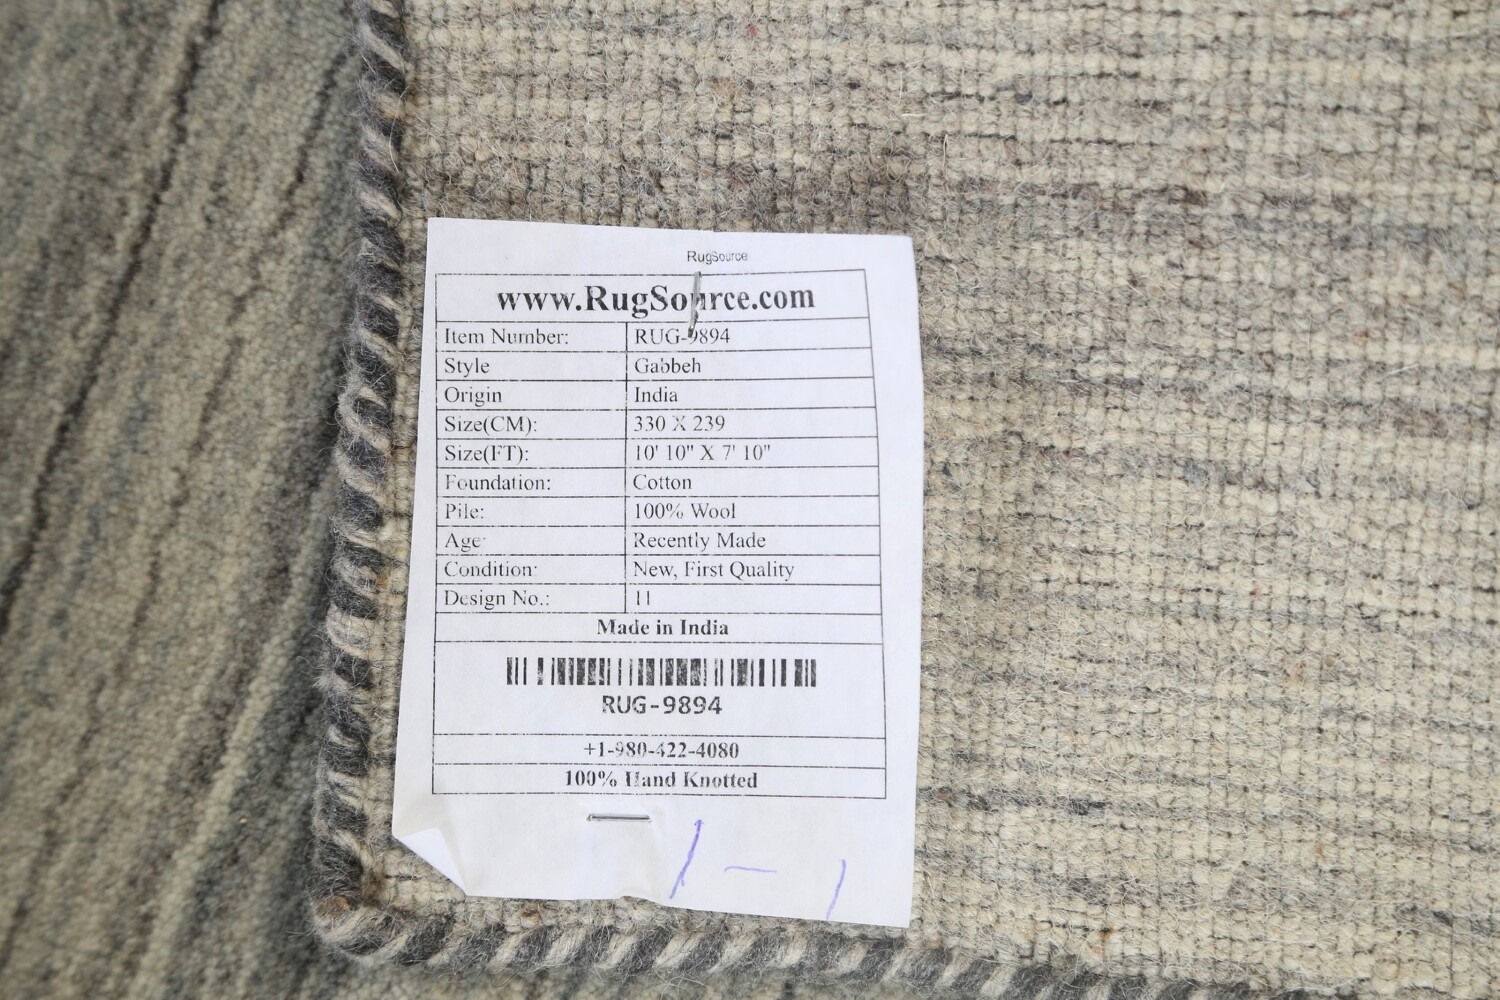 RugSource
www.RugSource.com
Item Number: RUG-9894
Style Gabbeh
Origin India
Size(CM): 330 X 239
Size(FT): 10' 10" X 7' 10"
Foundation: Cotton
Pile: 100% Wool
Age: Recently Made
Condition: New, First Quality
Design No.: 11
Made in India
RUG-9894
+1-980-422-4080
100% Hand Knotted
1 - 1